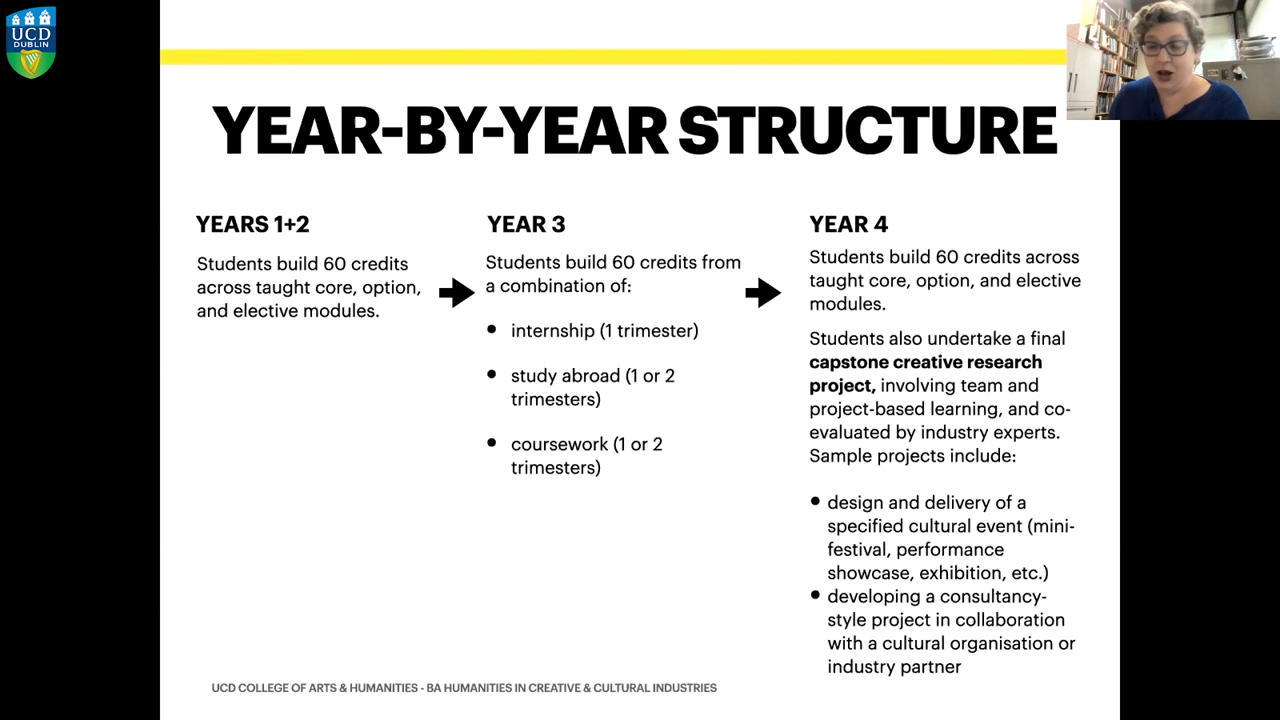 UCD
DUBLIN
YEAR-BY-YEAR STRUCTURE
YEARS 1+2
Students build 60 credits
across taught core, option,
and elective modules.
YEAR 3
Students build 60 credits from
a combination of:
• internship (1 trimester)
• study abroad (1 or 2
trimesters)
• coursework (1 or 2
trimesters)
YEAR 4
Students build 60 credits across
taught core, option, and elective
modules.
Students also undertake a final
capstone creative research
project, involving team and
project-based learning, and co-
evaluated by industry experts.
Sample projects include:
• design and delivery of a
specified cultural event (mini-
festival, performance
showcase, exhibition, etc.)
• developing a consultancy-
style project in collaboration
with a cultural organisation or
industry partner
UCD COLLEGE OF ARTS & HUMANITIES - BA HUMANITIES IN CREATIVE & CULTURAL INDUSTRIES